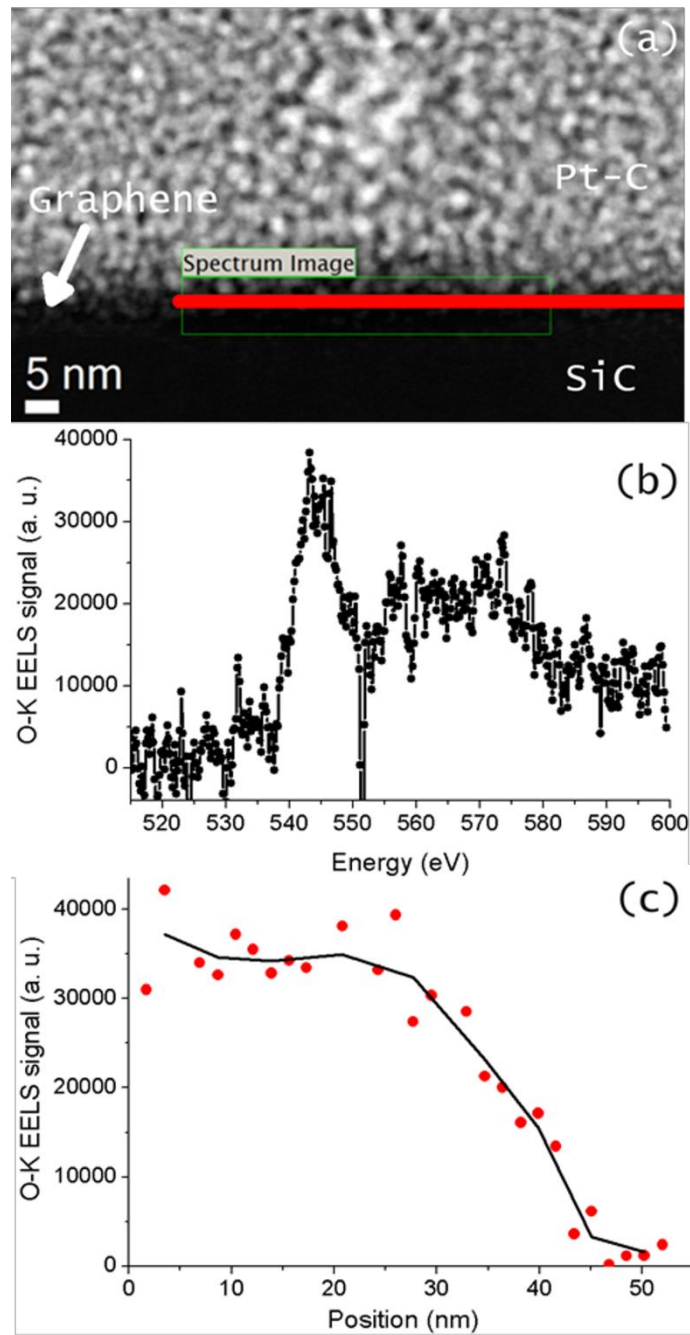 (a)
Pt-C
Graphene
Spectrum Image
5 nm
SiC
(b)
40000
30000
20000
10000
0
O-K EELS signal (a. u.)
520 530 540 550 560 570 580 590 600
Energy (eV)
(c)
40000
30000
20000
10000
0
O-K EELS signal (a. u.)
0 10 20 30 40 50
Position (nm)